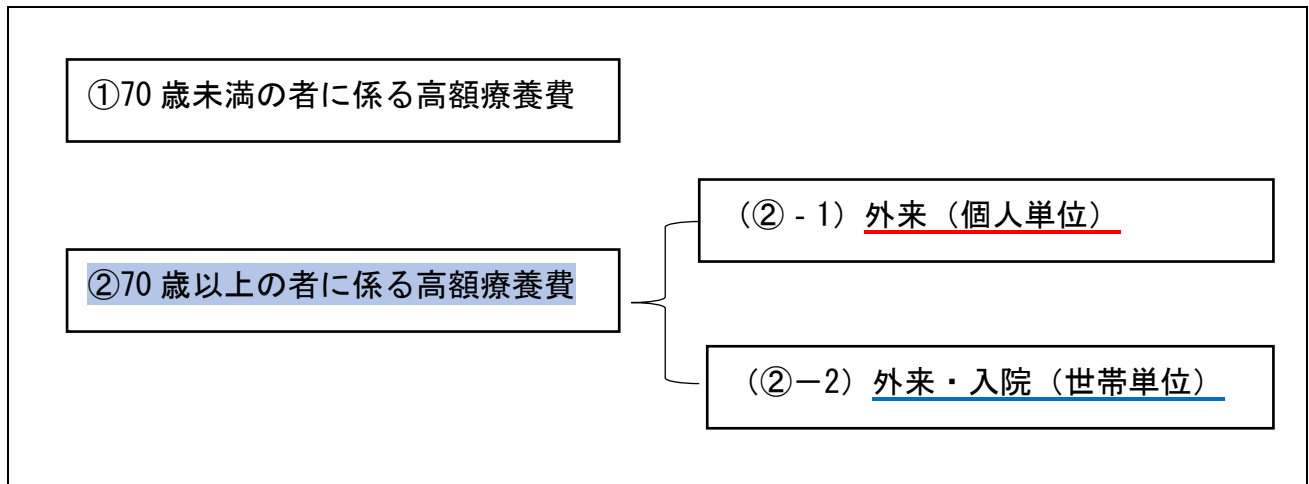 ①70 歳未満の者に係る高額療養費
(②‐1)外来（個人単位）
②70 歳以上の者に係る高額療養費
（②－2）外来・入院（世帯単位）